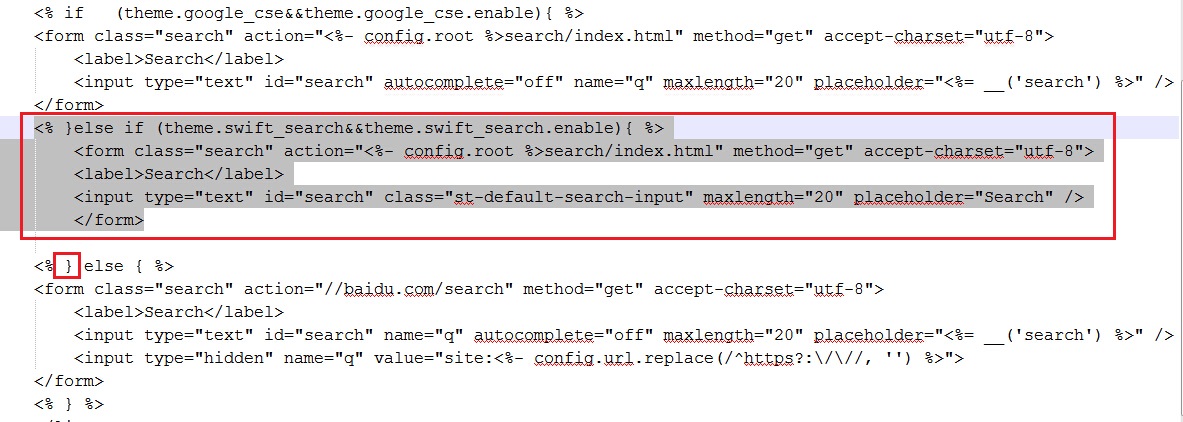 <% if   (theme.google_cse&&theme.google_cse.enable){ %>
<form class="search" action="<%- config.root %>search/index.html" method="get" accept-charset="utf-8">
    <label>Search</label>
    <input type="text" id="search" autocomplete="off" name="q" maxlength="20" placeholder="<%= __('search') %>" />
</form>
<% }else if (theme.swift_search&&theme.swift_search.enable){ %>
    <form class="search" action="<%- config.root %>search/index.html" method="get" accept-charset="utf-8">
    <label>Search</label>
    <input type="text" id="search" class="st-default-search-input" maxlength="20" placeholder="Search" />
    </form>
<% } else { %>
<form class="search" action="//baidu.com/search" method="get" accept-charset="utf-8">
    <label>Search</label>
    <input type="text" id="search" name="q" autocomplete="off" maxlength="20" placeholder="<%= __('search') %>" />
    <input type="hidden" name="q" value="site:<%- config.url.replace(/^https?:\/\//, '') %>">
</form>
<% } %>